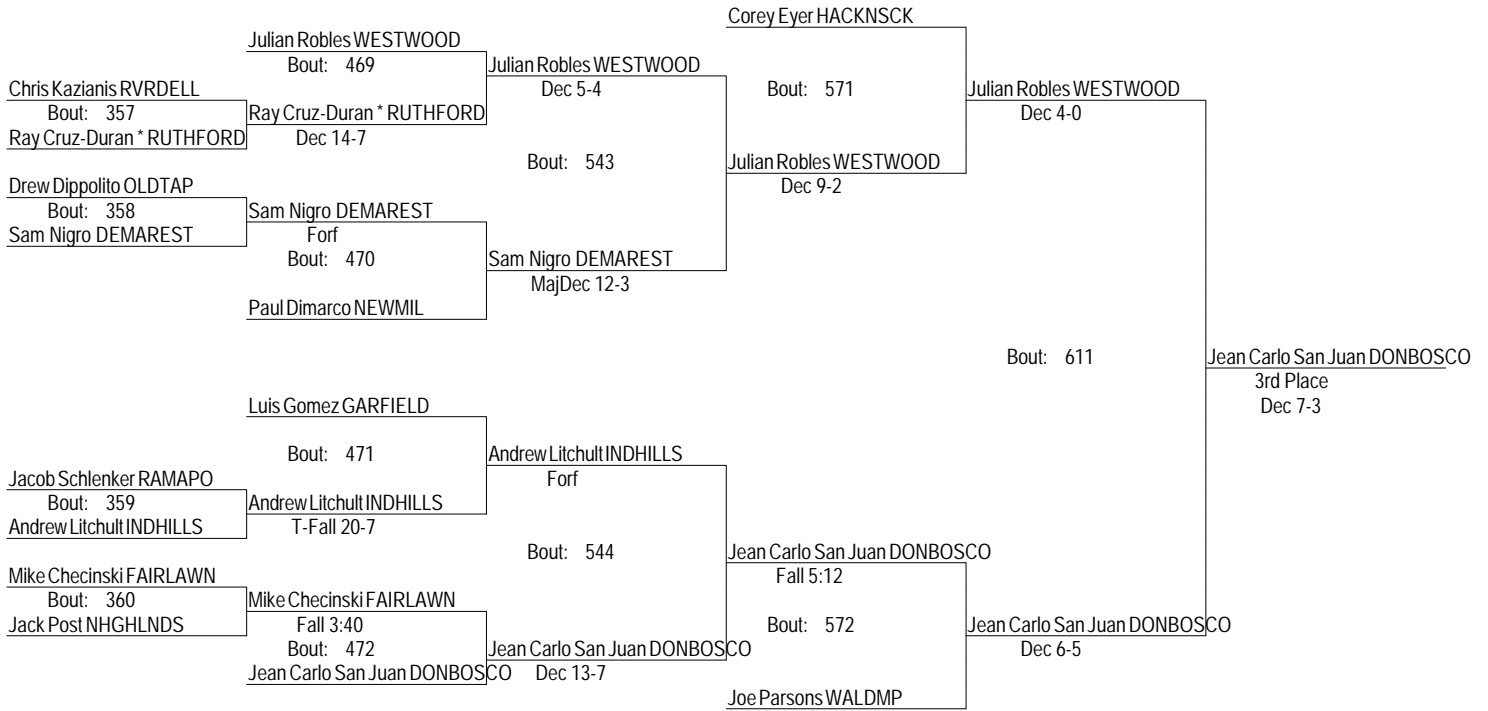 Corey Eyer HACKNSCK
Julian Robles WESTWOOD
Bout: 469
Julian Robles WESTWOOD
Chris Kazianis RVRDELL
Dec 5-4
Bout: 571
Julian Robles WESTWOOD
Bout: 357
Ray Cruz-Duran * RUTHFORD
Dec 4-0
Ray Cruz-Duran * RUTHFORD
Dec 14-7
Bout: 543
Julian Robles WESTWOOD
Drew Dippolito OLDTAP
Dec 9-2
Bout: 358
Sam Nigro DEMAREST
Sam Nigro DEMAREST
Forf
Bout: 470
Sam Nigro DEMAREST
MajDec 12-3
Paul Dimarco NEWMIL
Bout: 611
Jean Carlo San Juan DONBOSCO
3rd Place
Dec 7-3
Luis Gomez GARFIELD
Bout: 471
Andrew Litchult INDHILLS
Jacob Schlenker RAMAPO
Forf
Bout: 359
Andrew Litchult INDHILLS
Andrew Litchult INDHILLS
T-Fall 20-7
Bout: 544
Jean Carlo San Juan DONBOSCO
Mike Checinski FAIRLAWN
Fall 5:12
Bout: 360
Mike Checinski FAIRLAWN
Jack Post NHGHLNDS
Fall 3:40
Bout: 572
Jean Carlo San Juan DONBOSCO
Bout: 472
Jean Carlo San Juan DONBOSCO
Dec 6-5
Jean Carlo San Juan DONBOSCO
Dec 13-7
Joe Parsons WALDMP